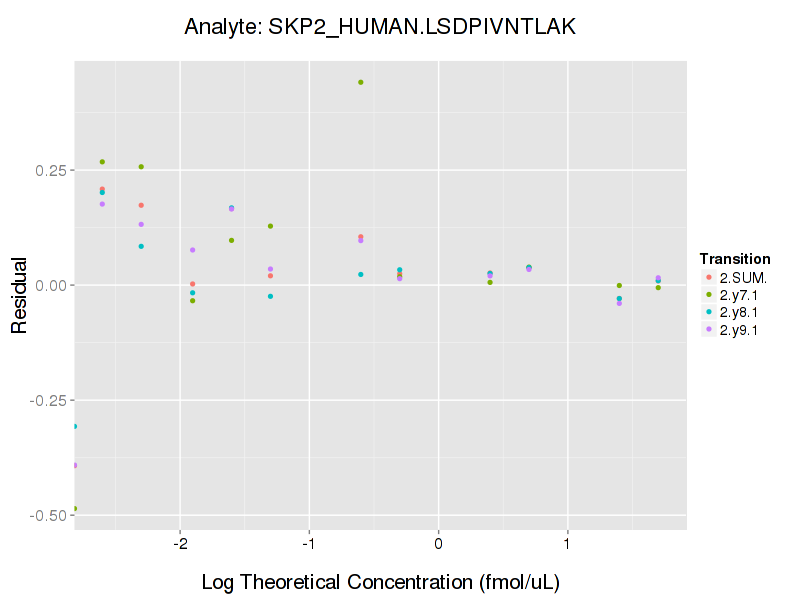 Analyte: SKP2_HUMAN.LSDPIVNTLAK
Residual
0.25
0.00
-0.25
-0.50
-2
-1
0
1
Log Theoretical Concentration (fmol/uL)
Transition
2.SUM.
2.y7.1
2.y8.1
2.y9.1